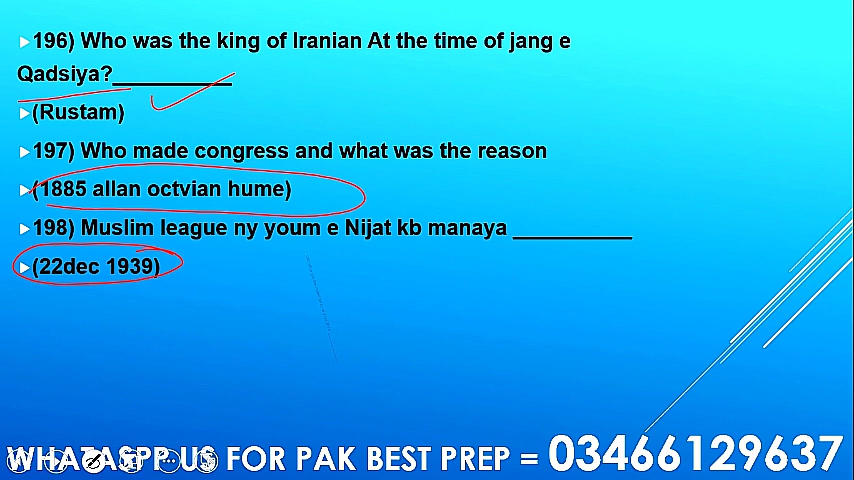 196) Who was the king of Iranian At the time of jang e
Qadsiya?__________
(Rustam)
197) Who made congress and what was the reason
(1885 allan octvian hume)
198) Muslim league ny youm e Nijat kb manaya __________
(22dec 1939)
WHATASPP US FOR PAK BEST PREP = 03466129637